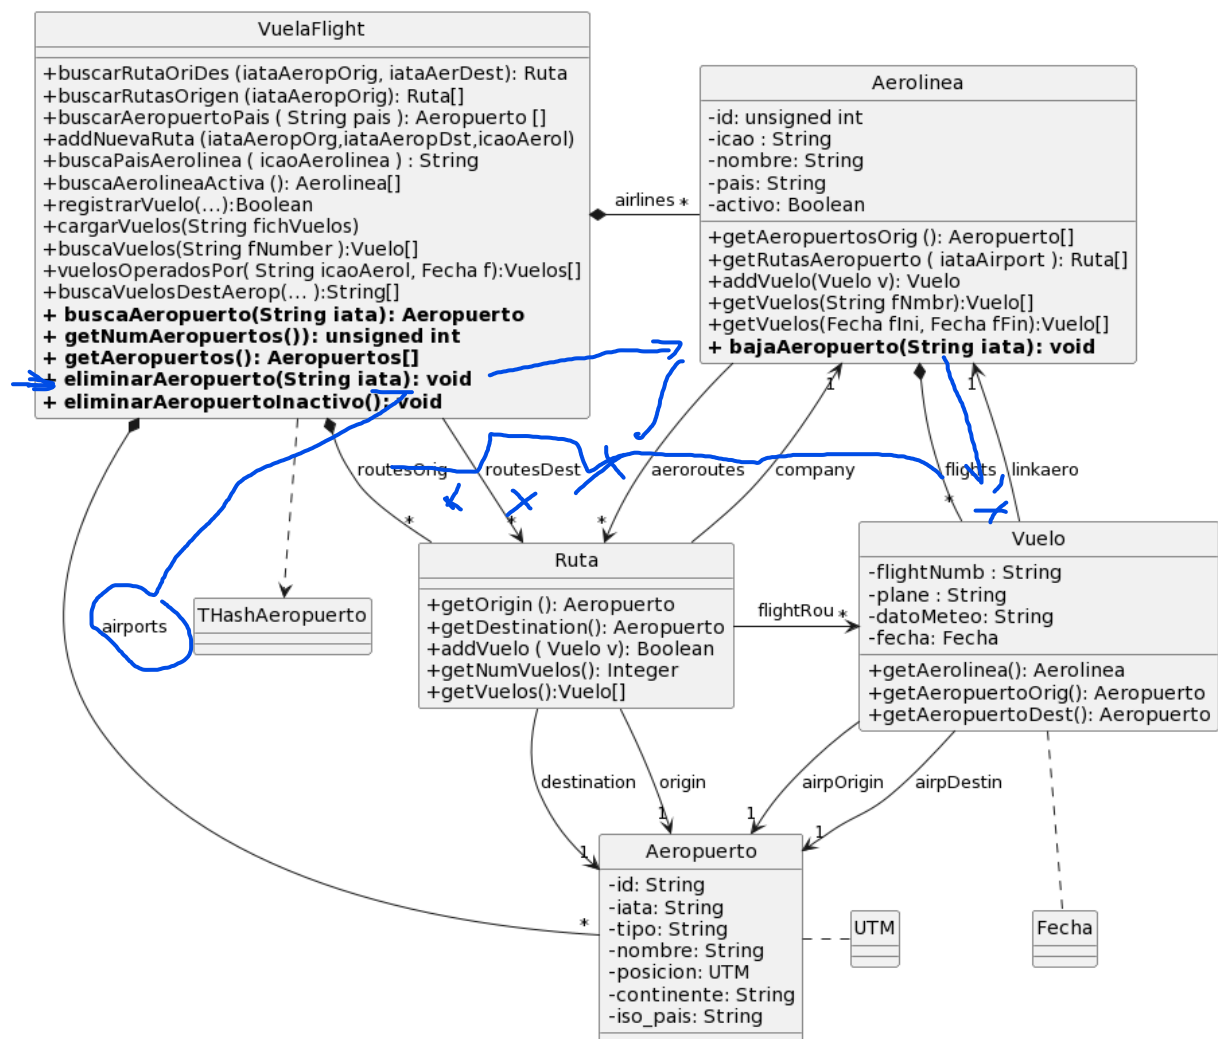 VuelaFlight
+buscarRutaOriDes (iataAeropOrig, iataAerDest): Ruta
+buscarRutasOrigen (iataAeropOrig): Ruta[]
+buscarAeropuertoPais ( String pais ): Aeropuerto []
+addNuevaRuta (iataAeropOrg,iataAeropDst,icaoAerol)
+buscaPaisAerolinea ( icaoAerolinea ) : String
+buscaAerolineaActiva (): Aerolinea[]
+registrarVuelo(...):Boolean
+cargarVuelos(String fichVuelos)
+buscaVuelos(String fNumber ):Vuelo[]
+vuelosOperadosPor( String icaoAerol, Fecha f):Vuelos[]
+buscaVuelosDestAerop(... ):String[]
+ buscaAeropuerto(String iata): Aeropuerto
+ getNumAeropuertos()): unsigned int
+ getAeropuertos(): Aeropuertos[]
+ eliminarAeropuerto(String iata): void
+ eliminarAeropuertoInactivo(): void
airlines *
Aerolinea
-id: unsigned int
-icao : String
-nombre: String
-pais: String
-activo: Boolean
+getAeropuertosOrig (): Aeropuerto[]
+getRutasAeropuerto ( iataAirport ): Ruta[]
+addVuelo(Vuelo v): Vuelo
+getVuelos(String fNmbr):Vuelo[]
+getVuelos(Fecha fIni, Fecha fFin):Vuelo[]
+ bajaAeropuerto(String iata): void
1
1
routesOrig
routesDest
aeroroutes
company
flights
linkaero
*
*
*
*
airports
THashAeropuerto
Ruta
+getOrigin (): Aeropuerto
+getDestination(): Aeropuerto
+addVuelo ( Vuelo v): Boolean
+getNumVuelos(): Integer
+getVuelos():Vuelo[]
flightRou *
Vuelo
-flightNumb : String
-plane : String
-datoMeteo: String
-fecha: Fecha
+getAerolinea(): Aerolinea
+getAeropuertoOrig(): Aeropuerto
+getAeropuertoDest(): Aeropuerto
destination
origin
airpOrigin
airpDestin
1
1
1
1
*
Aeropuerto
-id: String
-iata: String
-tipo: String
-nombre: String
-posicion: UTM
-continente: String
-iso_pais: String
UTM
Fecha